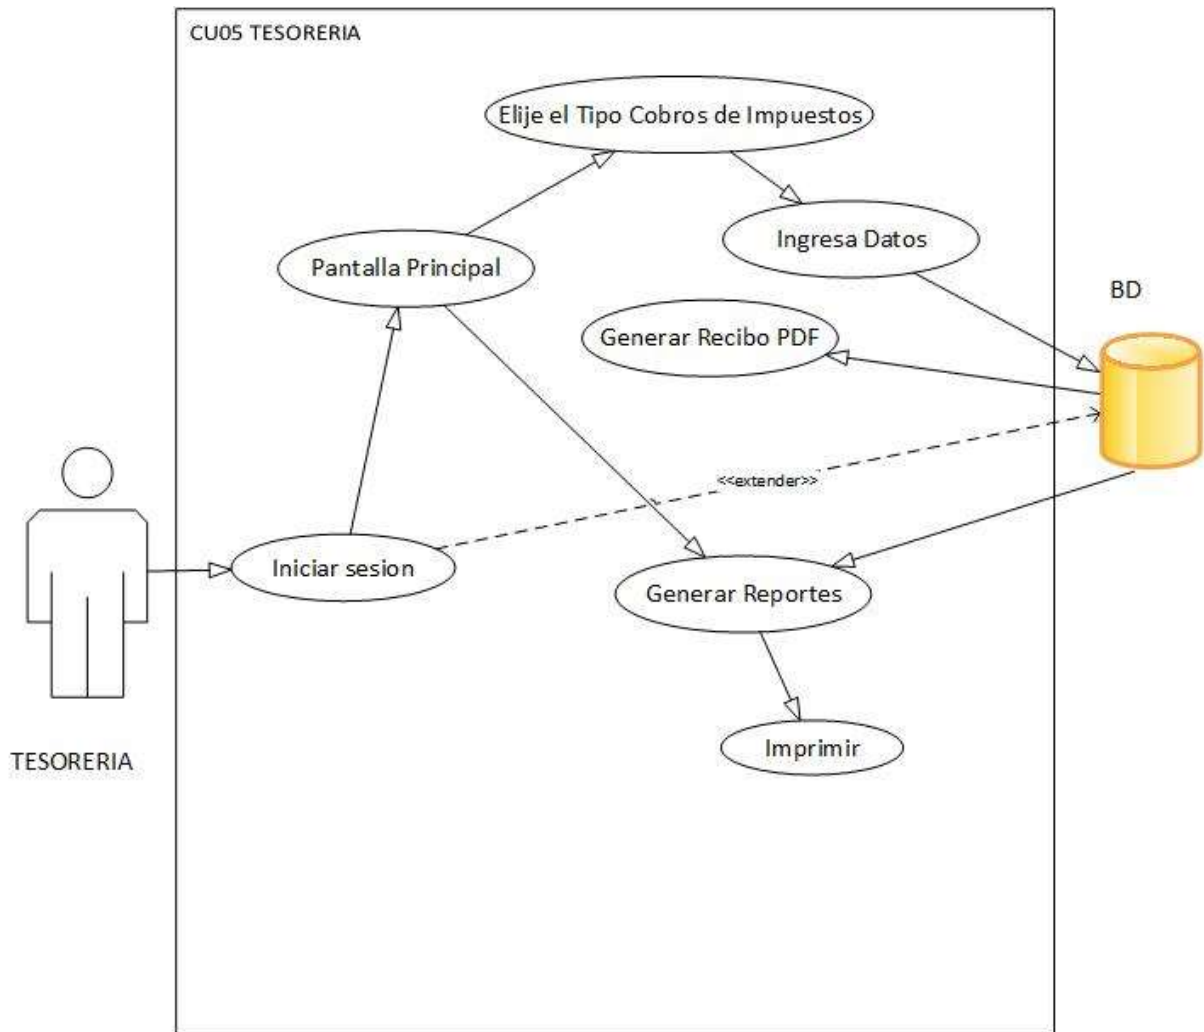 CU05 TESORERIA
Elije el Tipo Cobros de Impuestos
Ingresa Datos
Pantalla Principal
BD
Generar Recibo PDF
<<extender>>
Iniciar sesion
Generar Reportes
Imprimir
TESORERIA